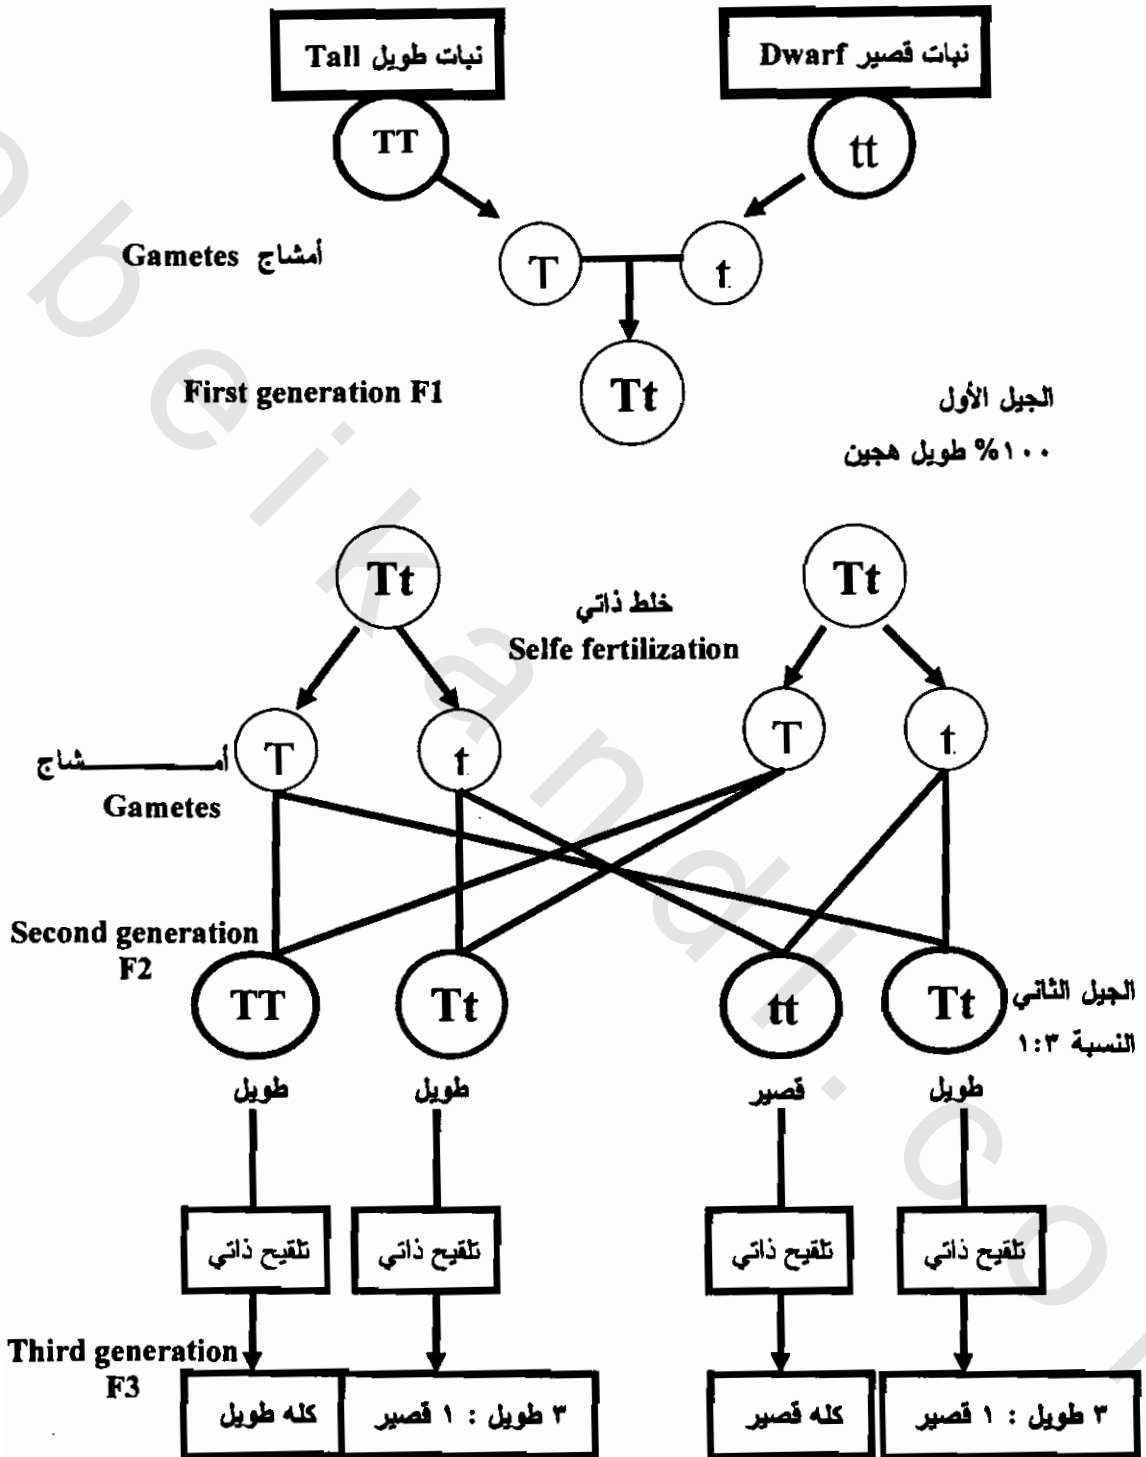 نبات طويل Tall
نبات قصير Dwarf
TT
tt
Gametes أمشاج
T
t
First generation F1
Tt
الجيل الأول
١٠٠% طويل هجين
Tt
Tt
خلط ذاتي
Selfe fertilization
T
t
T
t
أمـــــــشاج
Gametes
Second generation
F2
TT
Tt
tt
Tt
الجيل الثاني
النسبة ١:٣
طويل
طويل
قصير
طويل
تلقيح ذاتي
تلقيح ذاتي
تلقيح ذاتي
تلقيح ذاتي
Third generation
F3
كله طويل
٣ طويل : ١ قصير
كله قصير
٣ طويل : ١ قصير
obeikandl.com